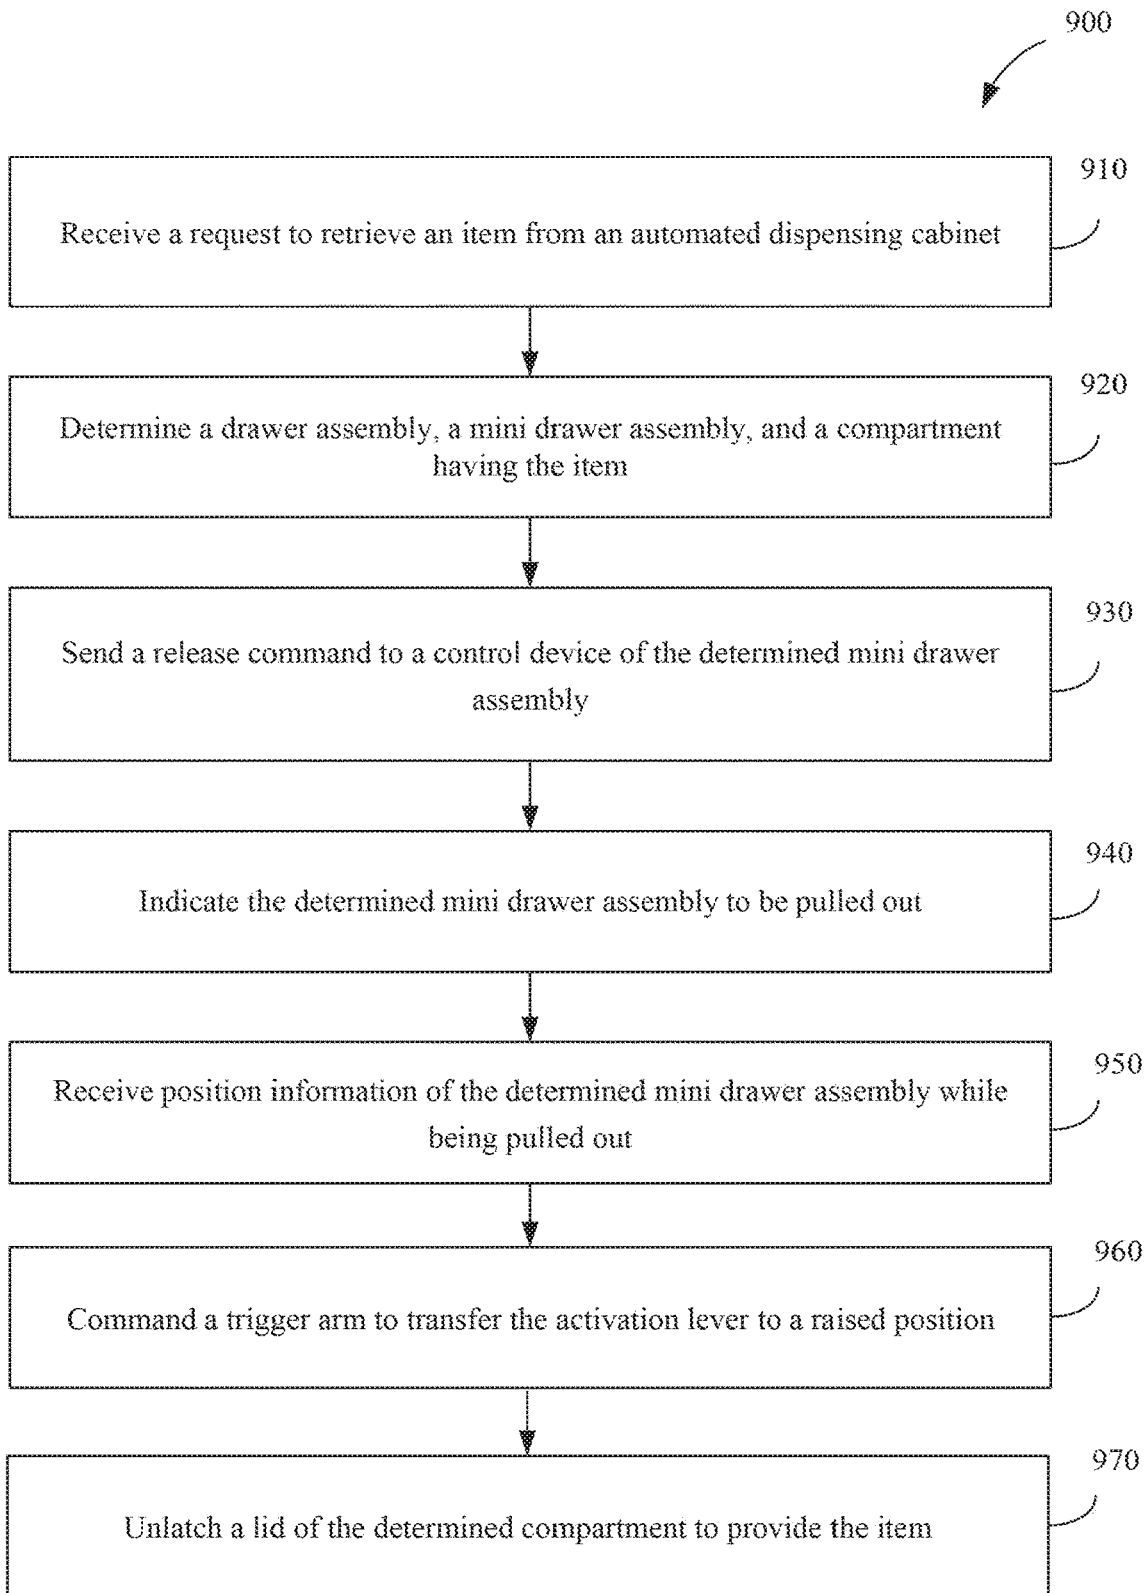 900
910
Receive a request to retrieve an item from an automated dispensing cabinet
920
Determine a drawer assembly, a mini drawer assembly, and a compartment
having the item
930
Send a release command to a control device of the determined mini drawer
assembly
940
Indicate the determined mini drawer assembly to be pulled out
950
Receive position information of the determined mini drawer assembly while
being pulled out
960
Command a trigger arm to transfer the activation lever to a raised position
970
Unlatch a lid of the determined compartment to provide the item